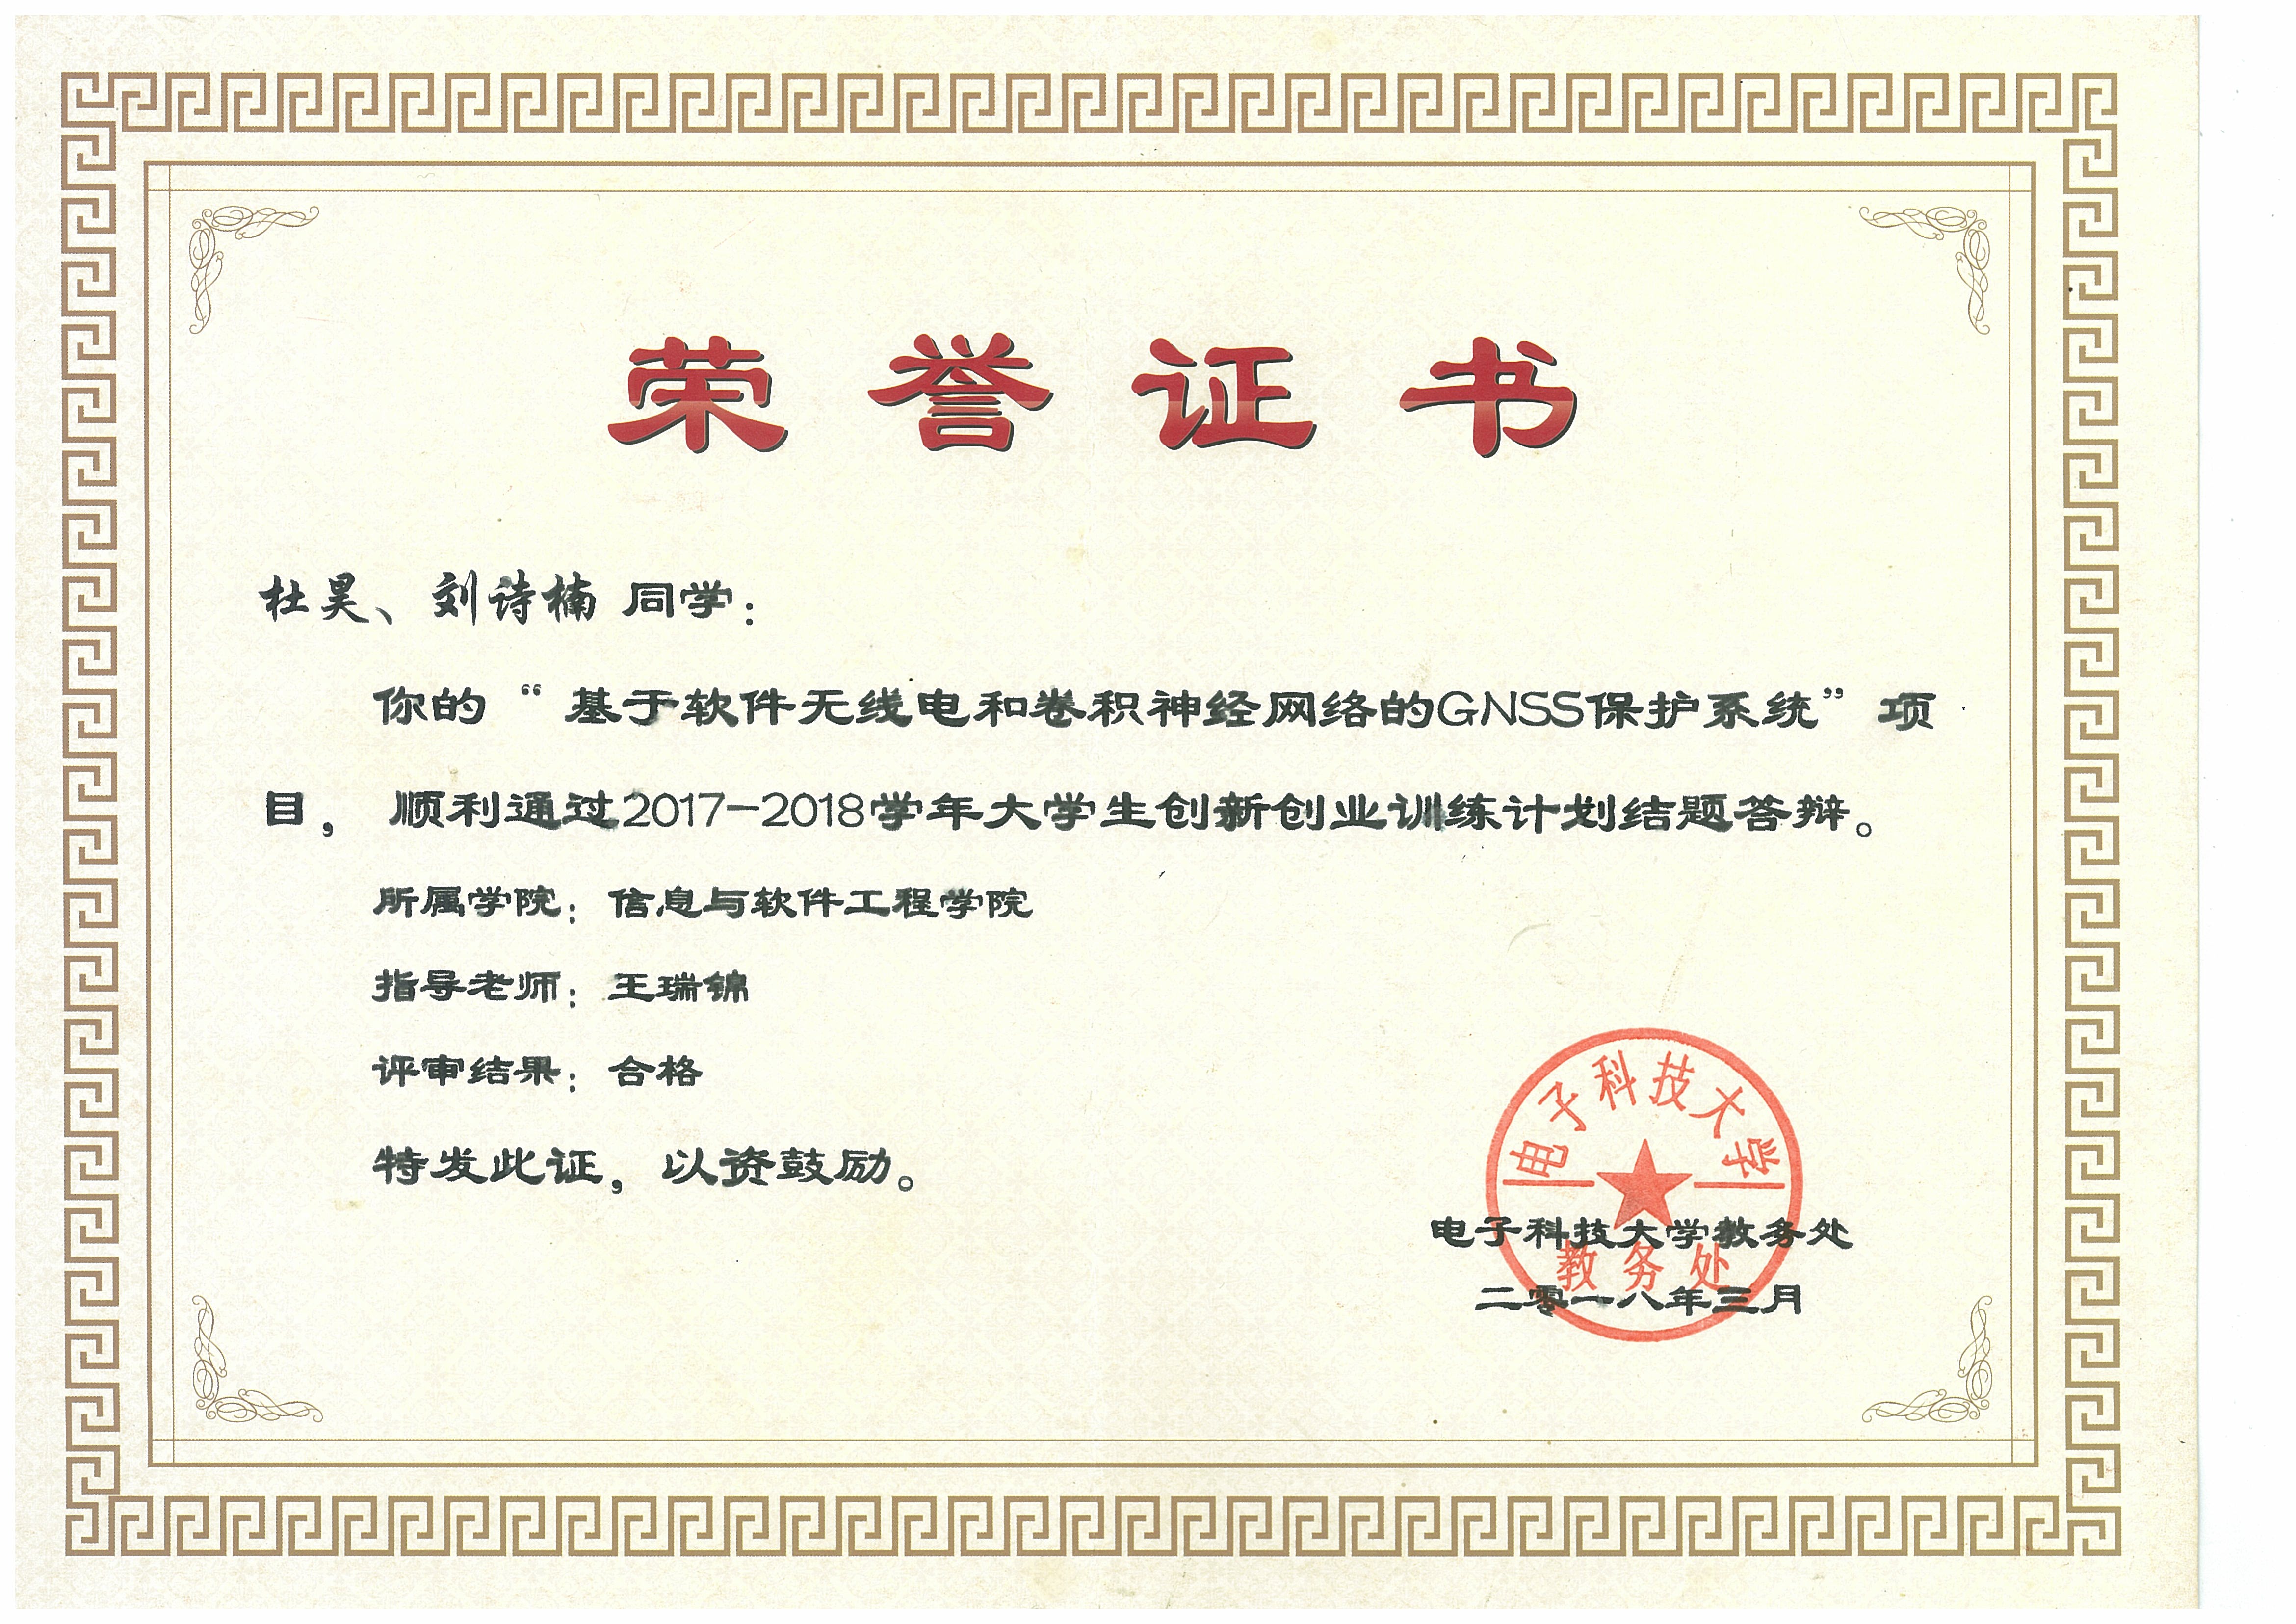 荣誉证书
杜昊、刘诗楠 同学：
你的“基于软件无线电和卷积神经网络的GNSS保护系统”项
目，顺利通过2017-2018学年大学生创新创业训练计划结题答辩。
所属学院：信息与软件工程学院
指导老师：王瑞锦
评审结果：合格
特发此证，以资鼓励。
电子科技大学
电子科技大学教务处
教务处
二零一八年三月